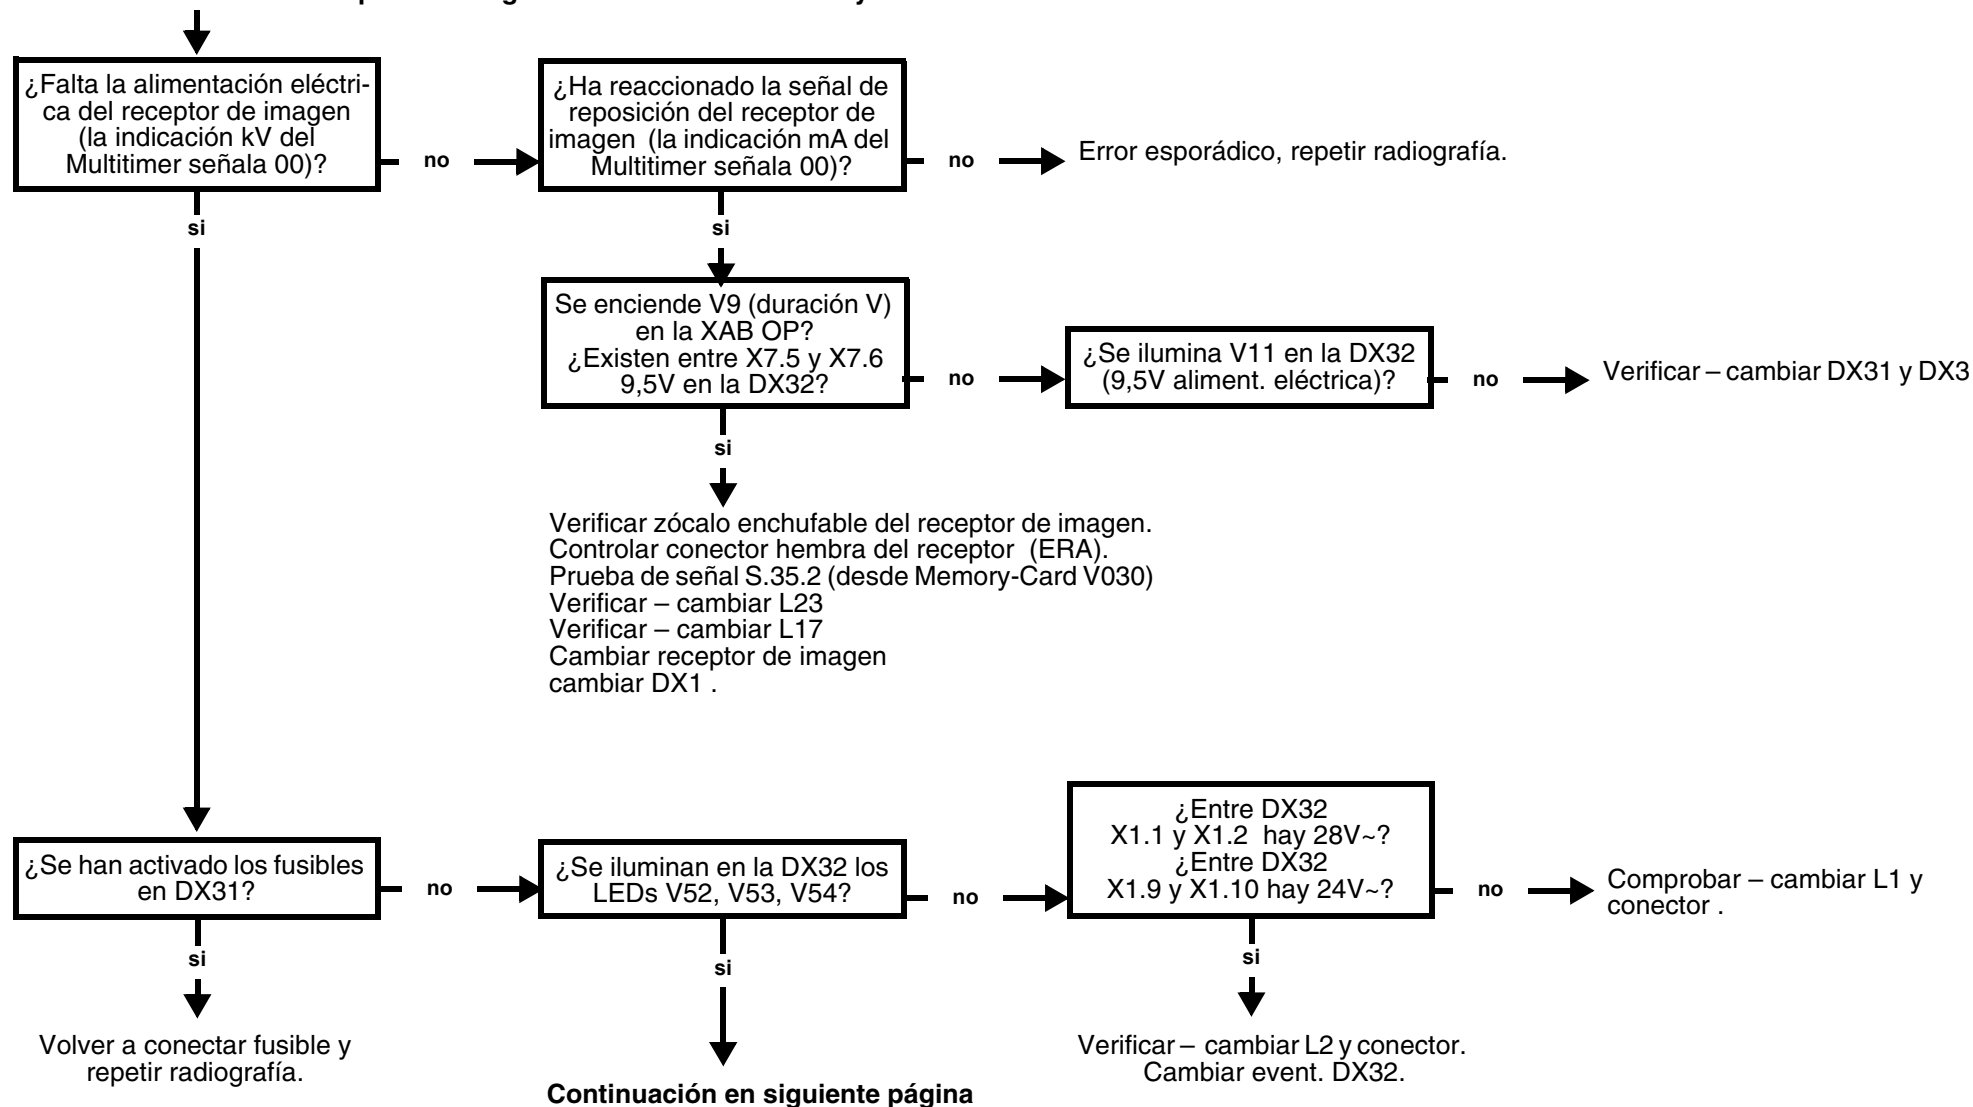 ¿Falta la alimentación eléctri-
ca del receptor de imagen
(la indicación kV del
Multitimer señala 00)?
no
¿Ha reaccionado la señal de
reposición del receptor de
imagen (la indicación mA del
Multitimer señala 00)?
no
Error esporádico, repetir radiografía.
si
si
Se enciende V9 (duración V)
en la XAB OP?
¿Existen entre X7.5 y X7.6
9,5V en la DX32?
no
¿Se ilumina V11 en la DX32
(9,5V aliment. eléctrica)?
no
Verificar – cambiar DX31 y DX3
si
Verificar zócalo enchufable del receptor de imagen.
Controlar conector hembra del receptor (ERA).
Prueba de señal S.35.2 (desde Memory-Card V030)
Verificar – cambiar L23
Verificar – cambiar L17
Cambiar receptor de imagen
cambiar DX1 .
¿Se han activado los fusibles
en DX31?
no
¿Se iluminan en la DX32 los
LEDs V52, V53, V54?
no
¿Entre DX32
X1.1 y X1.2 hay 28V~?
¿Entre DX32
X1.9 y X1.10 hay 24V~?
no
Comprobar – cambiar L1 y
conector .
si
si
si
Volver a conectar fusible y
repetir radiografía.
Continuación en siguiente página
Verificar – cambiar L2 y conector.
Cambiar event. DX32.